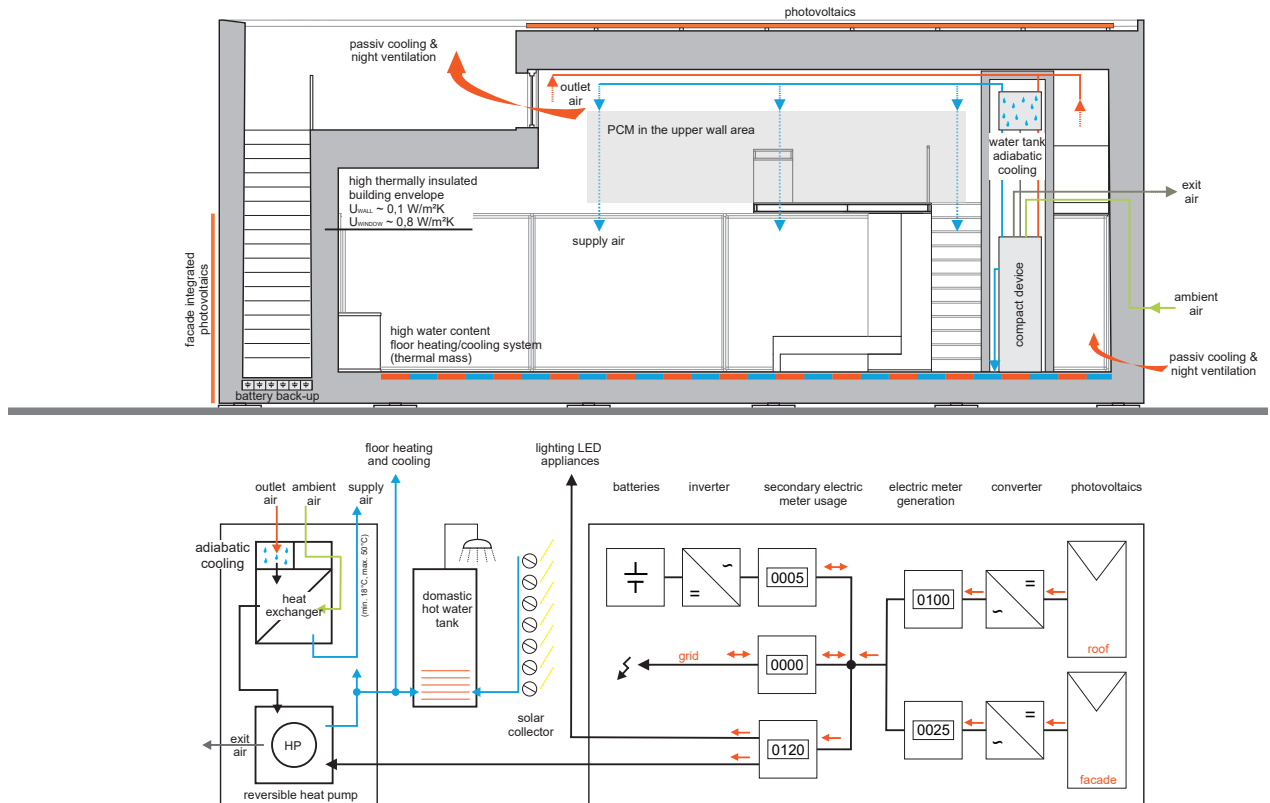 photovoltaics
passiv cooling &
night ventilation
outlet
air
PCM in the upper wall area
water tank
adiabatic
cooling
high thermally insulated
building envelope
UWALL ~ 0,1 W/m²K
UWINDOW ~ 0,8 W/m²K
exit
air
supply air
facade integrated
photovoltaics
compact device
ambient
air
high water content
floor heating/cooling system
(thermal mass)
passiv cooling &
night ventilation
battery back-up
floor heating
and cooling
lighting LED
appliances
outlet
air
ambient
air
supply
air
batteries
inverter
secondary electric
meter usage
electric meter
generation
converter
photovoltaics
adiabatic
cooling
(min. 18°C, max. 50°C)
heat
exchanger
domastic
hot water
tank
~
=
0005
0100
=
~
roof
grid
0000
0025
=
~
facade
solar
collector
exit
air
HP
0120
reversible heat pump